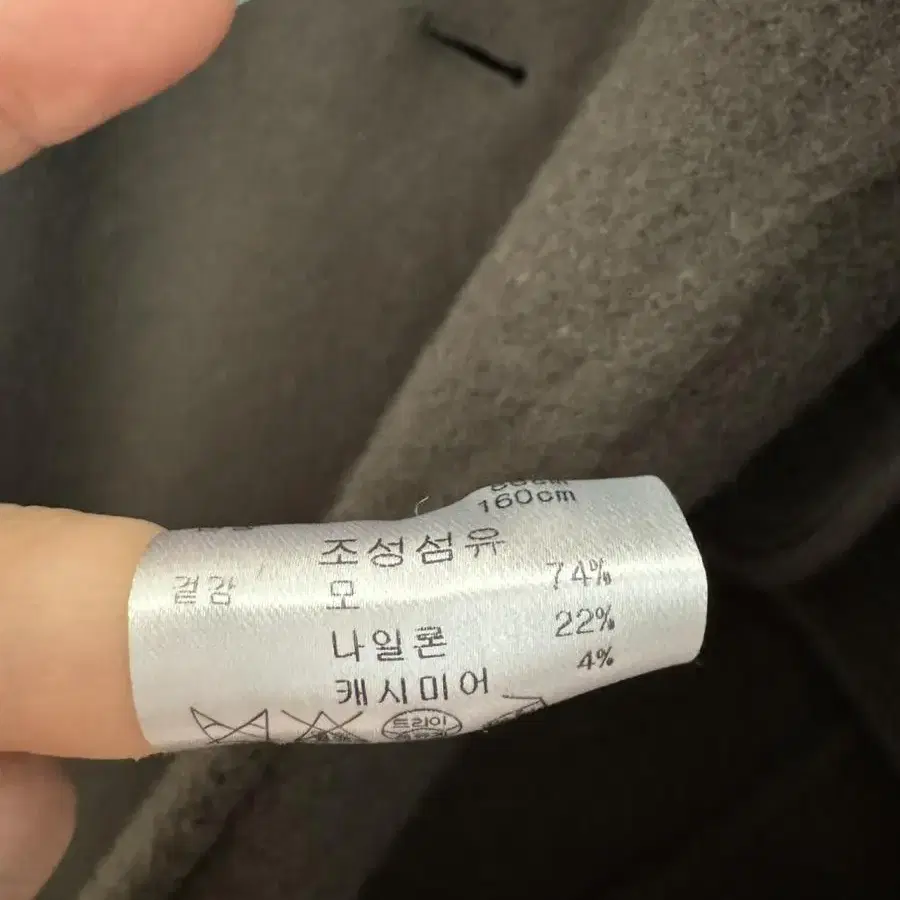 160cm
조성섬유
겉감 모 74%
나일론 22%
캐시미어 4%
드라이